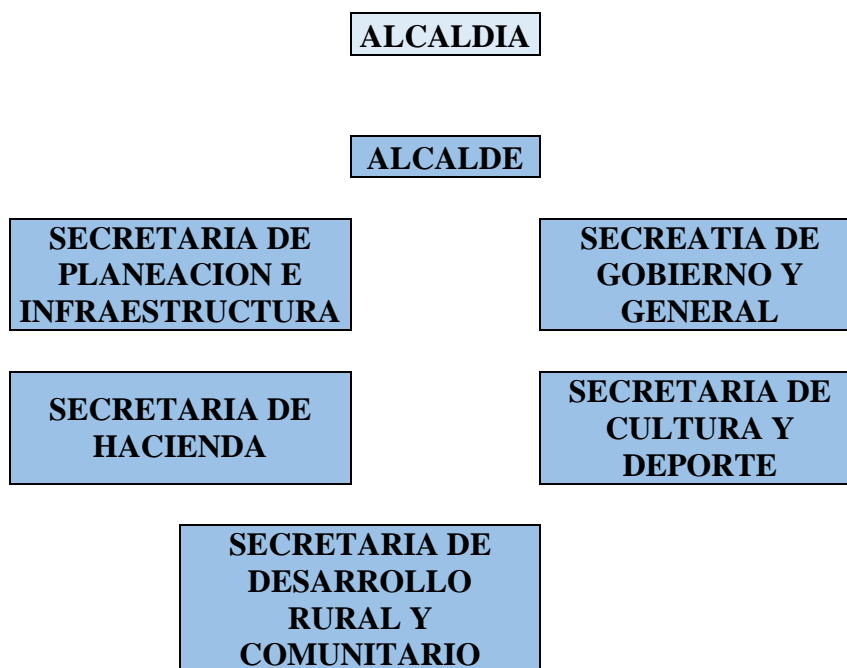 ALCALDIA
ALCALDE
SECRETARIA DE
PLANEACION E
INFRAESTRUCTURA
SECREATIA DE
GOBIERNO Y
GENERAL
SECRETARIA DE
HACIENDA
SECRETARIA DE
CULTURA Y
DEPORTE
SECRETARIA DE
DESARROLLO
RURAL Y
COMUNITARIO